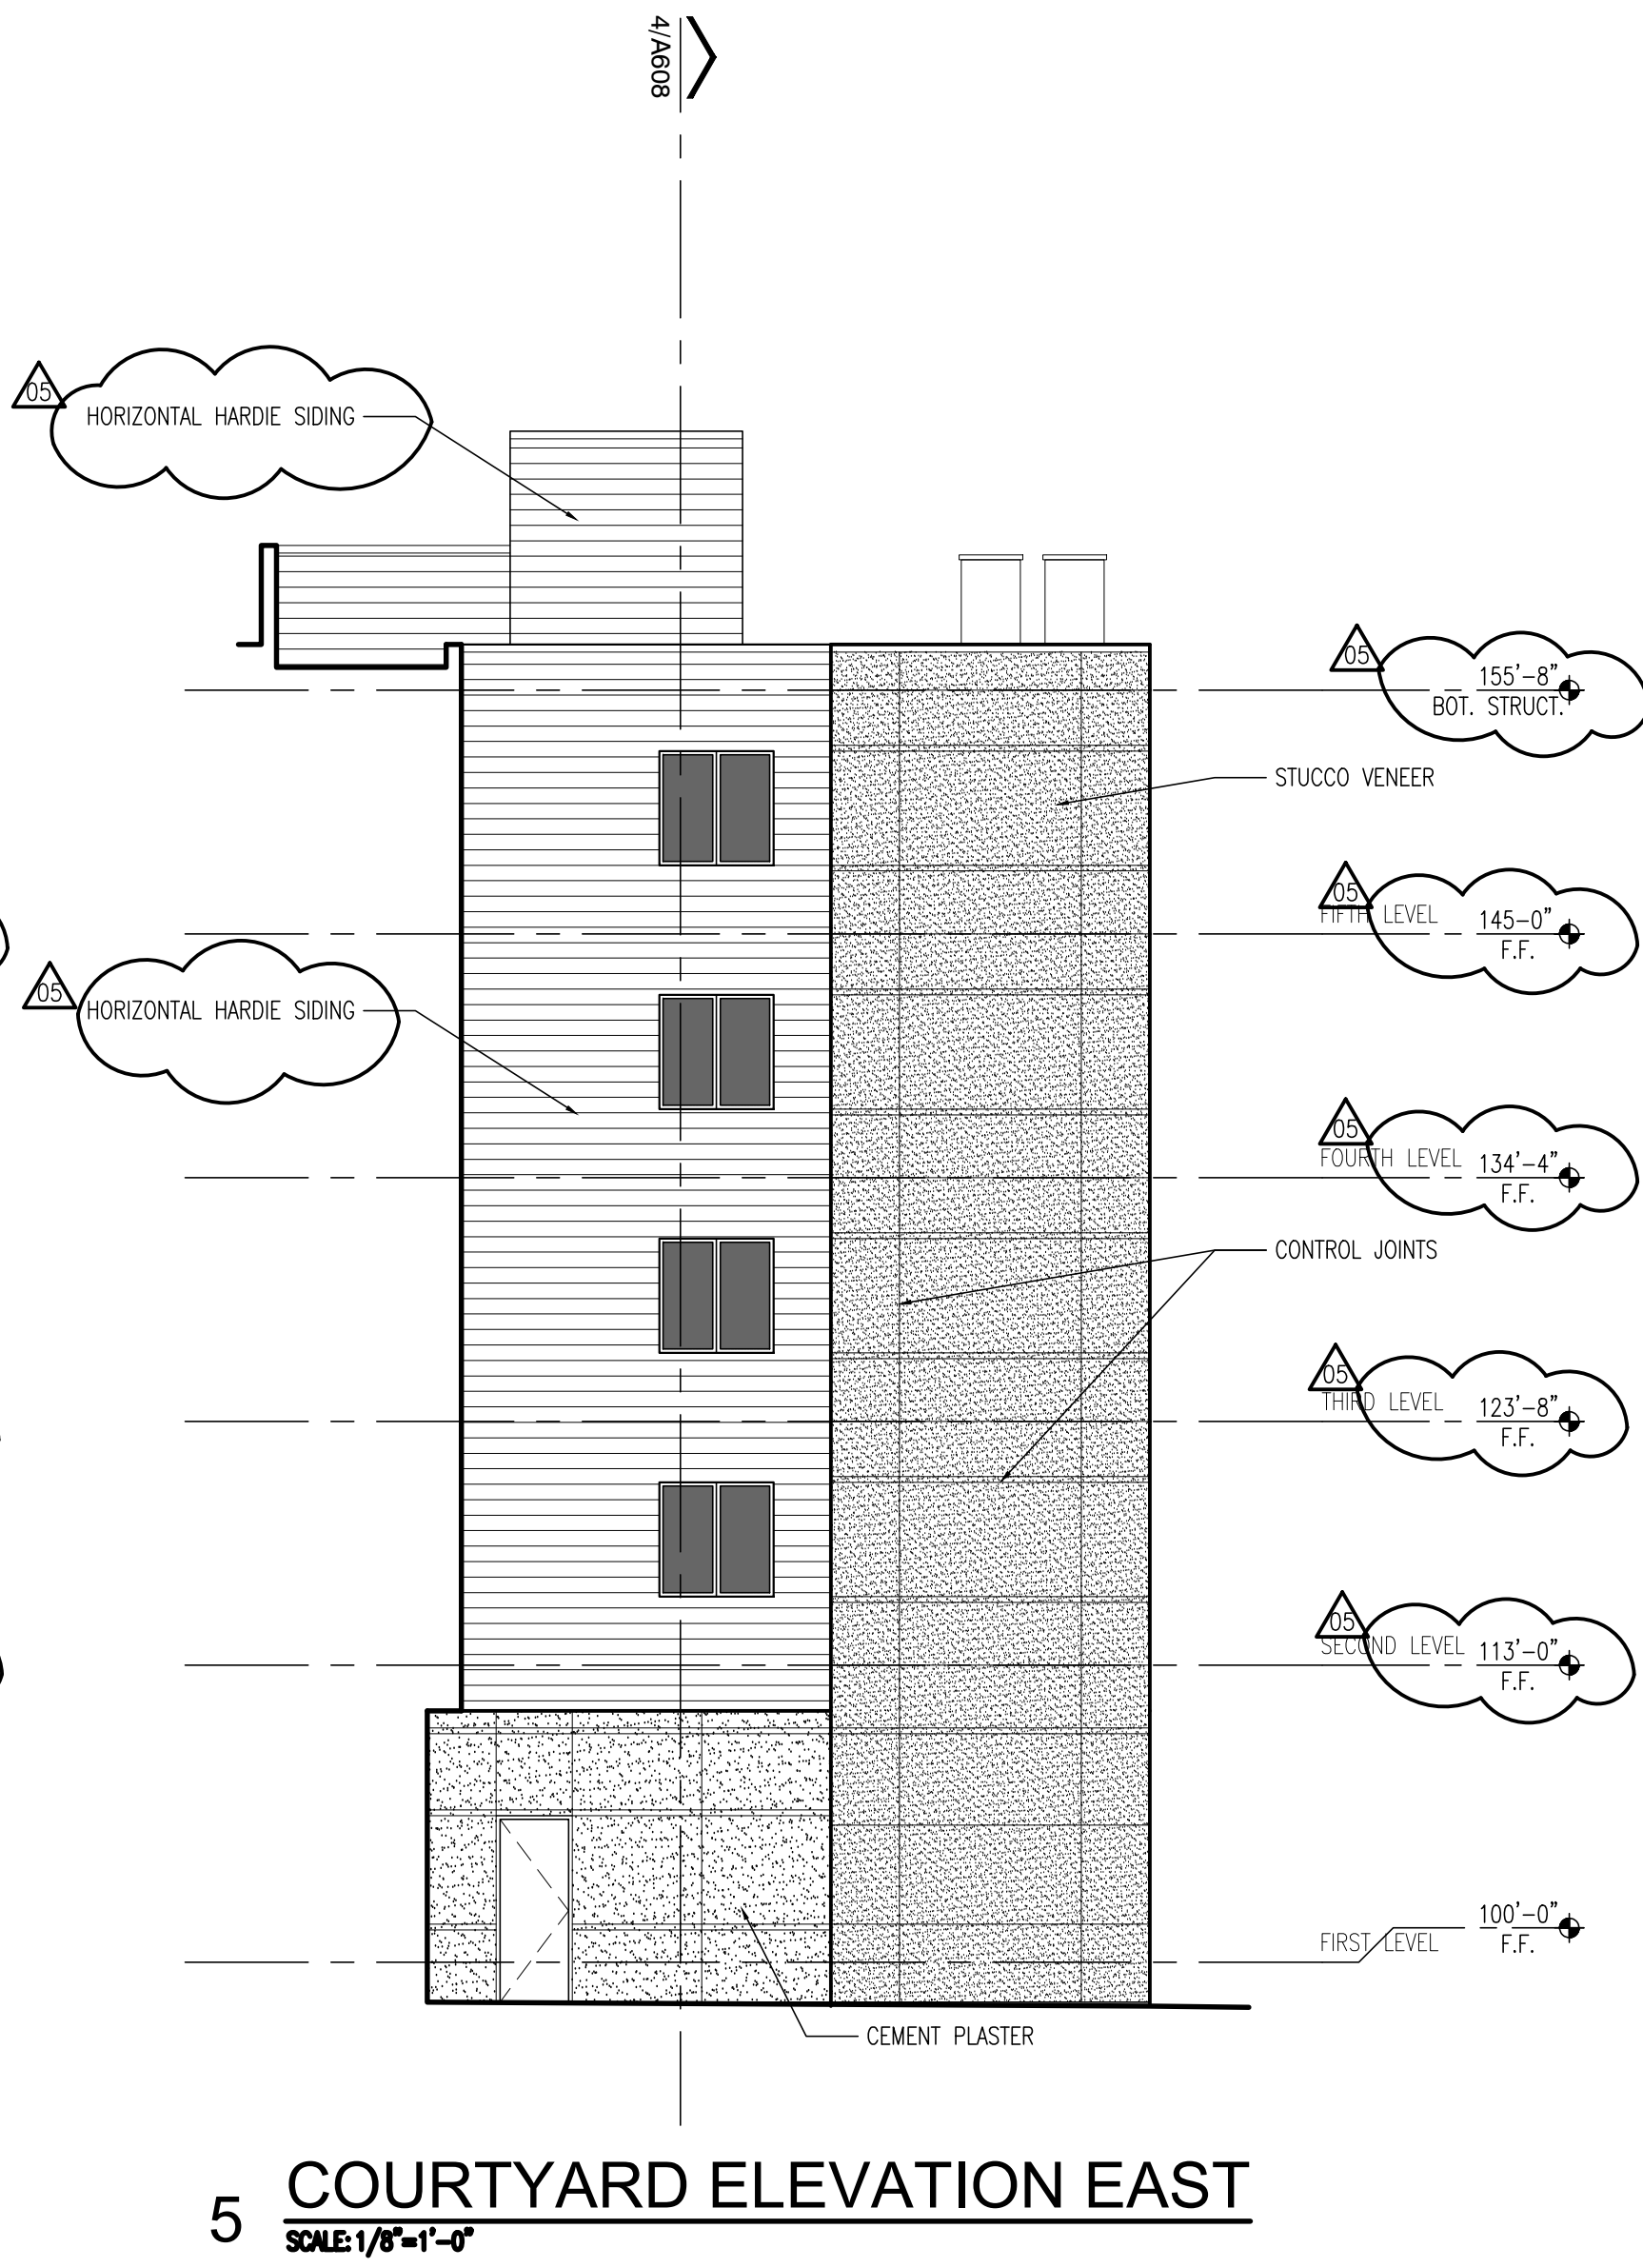 4/A608
05
HORIZONTAL HARDIE SIDING
05
155'-8"
BOT. STRUCT.
STUCCO VENEER
05
FIFTH LEVEL 145-0"
F.F.
05
HORIZONTAL HARDIE SIDING
05
FOURTH LEVEL 134'-4"
F.F.
CONTROL JOINTS
05
THIRD LEVEL 123'-8"
F.F.
05
SECOND LEVEL 113'-0"
F.F.
FIRST LEVEL 100'-0"
F.F.
CEMENT PLASTER
5 COURTYARD ELEVATION EAST
SCALE: 1/8"=1'-0"